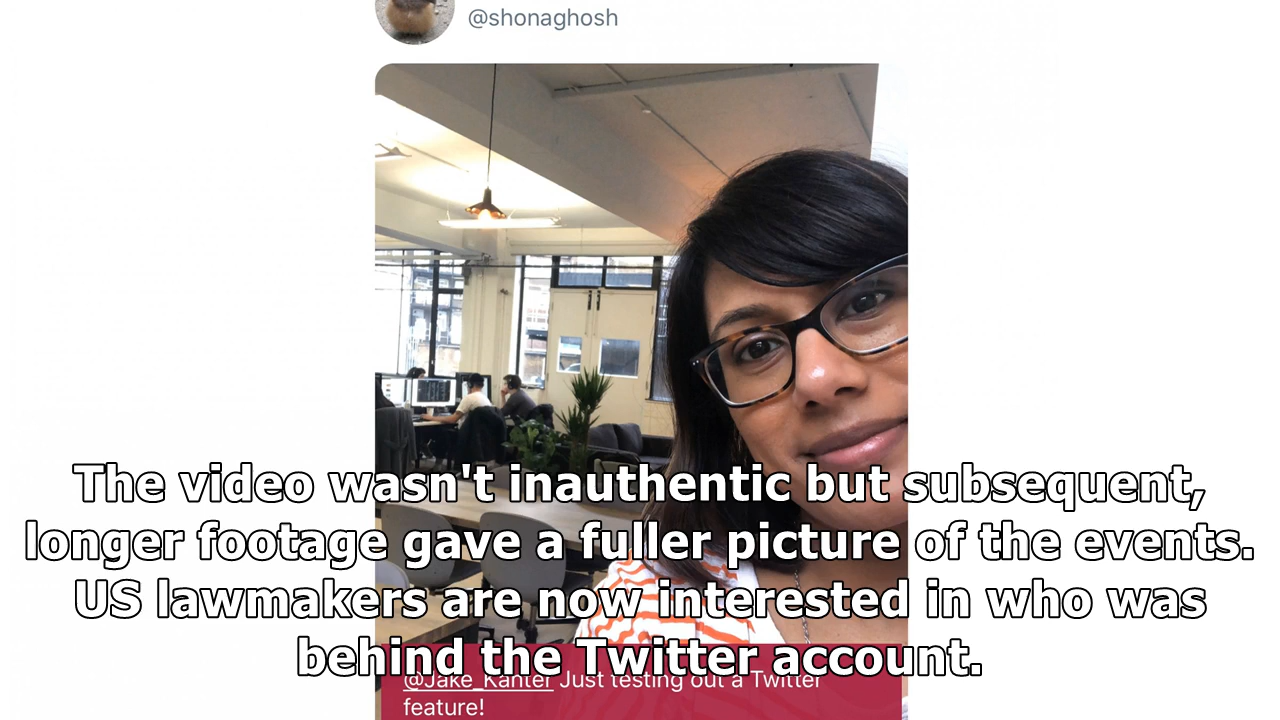 @shonaghosh
The video wasn't inauthentic but subsequent,
longer footage gave a fuller picture of the events.
US lawmakers are now interested in who was
behind the Twitter account.
@Jake_Kanter Just testing out a Twitter
feature!